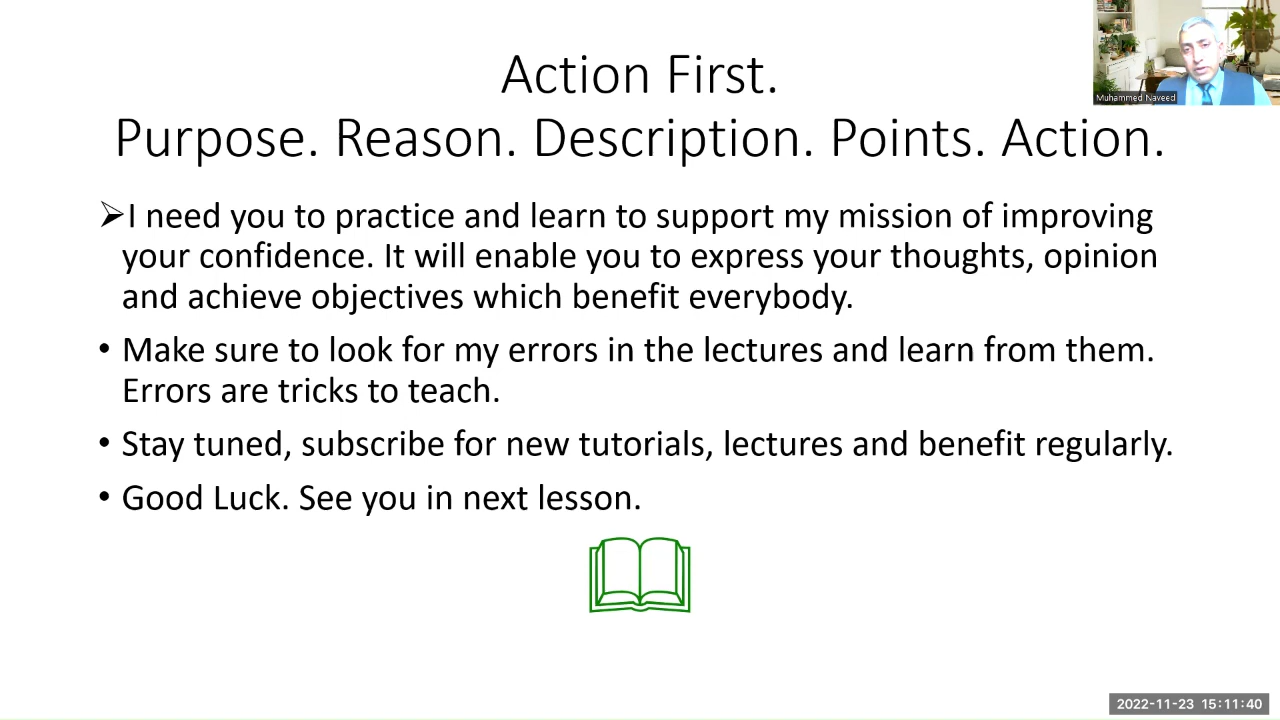 Action First.
Purpose. Reason. Description. Points. Action.
Muhammed Naveed
➢I need you to practice and learn to support my mission of improving
your confidence. It will enable you to express your thoughts, opinion
and achieve objectives which benefit everybody.
• Make sure to look for my errors in the lectures and learn from them.
Errors are tricks to teach.
• Stay tuned, subscribe for new tutorials, lectures and benefit regularly.
• Good Luck. See you in next lesson.
2022-11-23 15:11:40